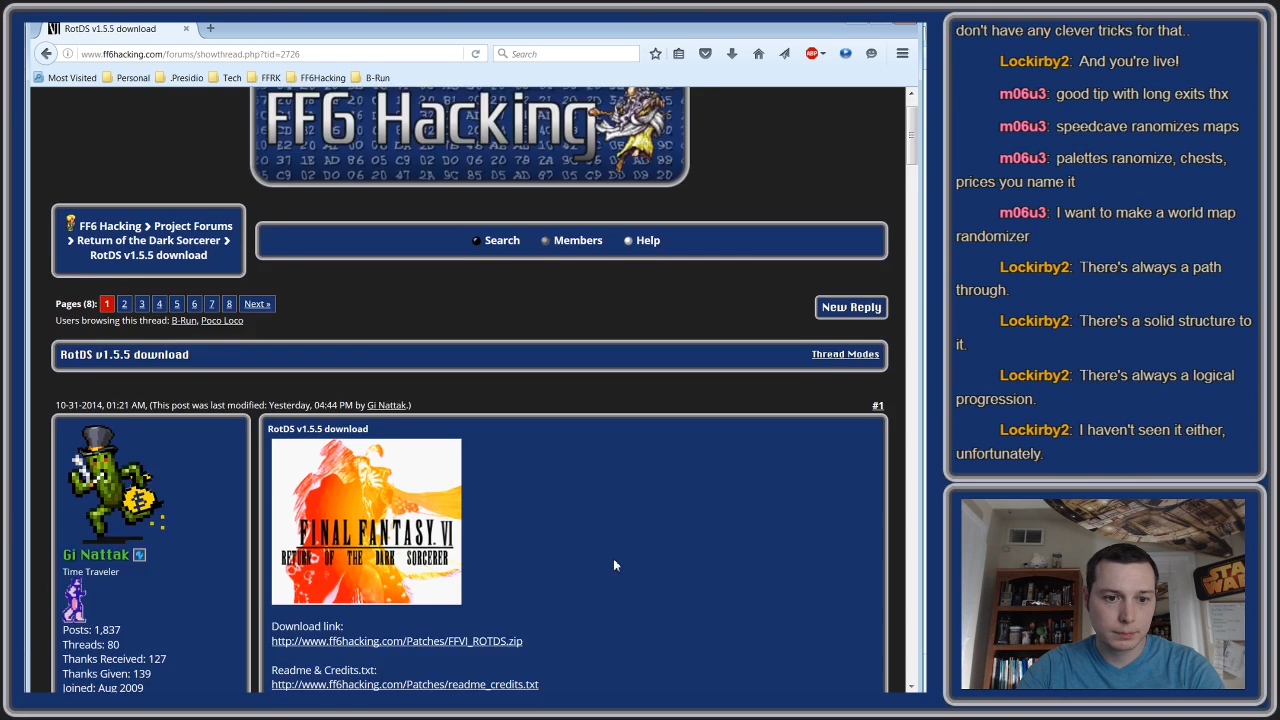 RotDS v1.5.5 download
www.ff6hacking.com/forums/showthread.php?tid=2726
Search
ABP
Most Visited Personal .Presidio Tech FFRK FF6Hacking B-Run
FF6 Hacking
FF6 Hacking > Project Forums
> Return of the Dark Sorcerer >
RotDS v1.5.5 download
Search Members Help
Pages (8): 1 2 3 4 5 6 7 8 Next »
Users browsing this thread: B-Run, Poco Loco
New Reply
RotDS v1.5.5 download
Thread Modes
10-31-2014, 01:21 AM, (This post was last modified: Yesterday, 04:44 PM by Gi Nattak.)
#1
Gi Nattak
Time Traveler
Posts: 1,837
Threads: 80
Thanks Received: 127
Thanks Given: 139
Joined: Aug 2009
RotDS v1.5.5 download
FINAL FANTASY VI
RETURN OF THE DARK SORCERER
Download link:
http://www.ff6hacking.com/Patches/FFVI_ROTDS.zip
Readme & Credits.txt:
http://www.ff6hacking.com/Patches/readme_credits.txt
don't have any clever tricks for that..
Lockirby2: And you're live!
m06u3: good tip with long exits thx
m06u3: speedcave ranomizes maps
m06u3: palettes ranomize, chests,
prices you name it
m06u3: I want to make a world map
randomizer
Lockirby2: There's always a path
through.
Lockirby2: There's a solid structure to
it.
Lockirby2: There's always a logical
progression.
Lockirby2: I haven't seen it either,
unfortunately.
STAR